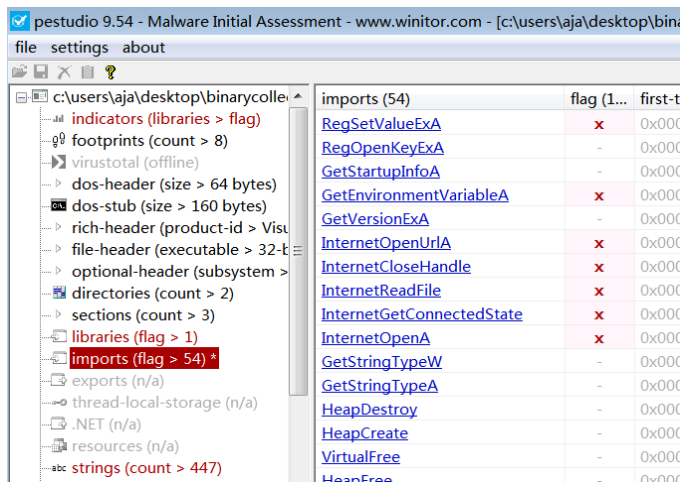 pestudio 9.54 - Malware Initial Assessment - www.winitor.com - [c:\users\aja\desktop\bina
file settings about
c:\users\aja\desktop\binarycolle
indicators (libraries > flag)
footprints (count > 8)
virustotal (offline)
dos-header (size > 64 bytes)
dos-stub (size > 160 bytes)
rich-header (product-id > Visu
file-header (executable > 32-b
optional-header (subsystem >
directories (count > 2)
sections (count > 3)
libraries (flag > 1)
imports (flag > 54) *
exports (n/a)
thread-local-storage (n/a)
.NET (n/a)
resources (n/a)
abc strings (count > 447)
imports (54) flag (1... first-t
RegSetValueExA x 0x000
RegOpenKeyExA - 0x000
GetStartupInfoA - 0x000
GetEnvironmentVariableA x 0x000
GetVersionExA - 0x000
InternetOpenUrlA x 0x000
InternetCloseHandle x 0x000
InternetReadFile x 0x000
InternetGetConnectedState x 0x000
InternetOpenA x 0x000
GetStringTypeW - 0x000
GetStringTypeA - 0x000
HeapDestroy - 0x000
HeapCreate - 0x000
VirtualFree - 0x000
HeapFree - 0x000